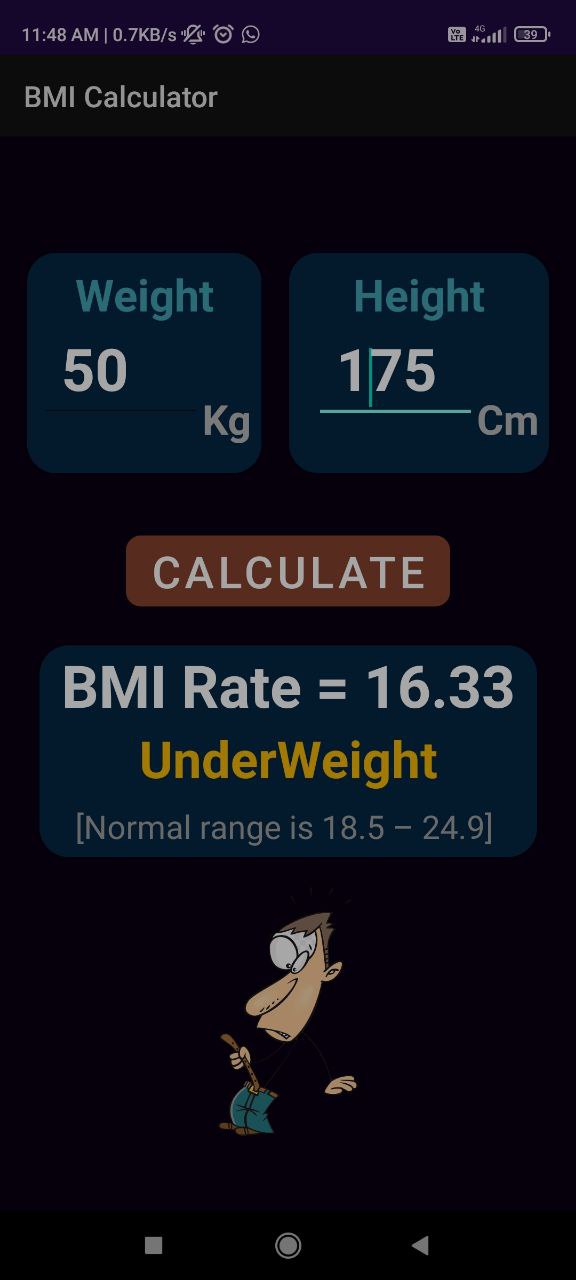 11:48 AM | 0.7KB/s
Vo LTE 4G 39
BMI Calculator
Weight
50
Kg
Height
175
Cm
CALCULATE
BMI Rate = 16.33
UnderWeight
[Normal range is 18.5 – 24.9]